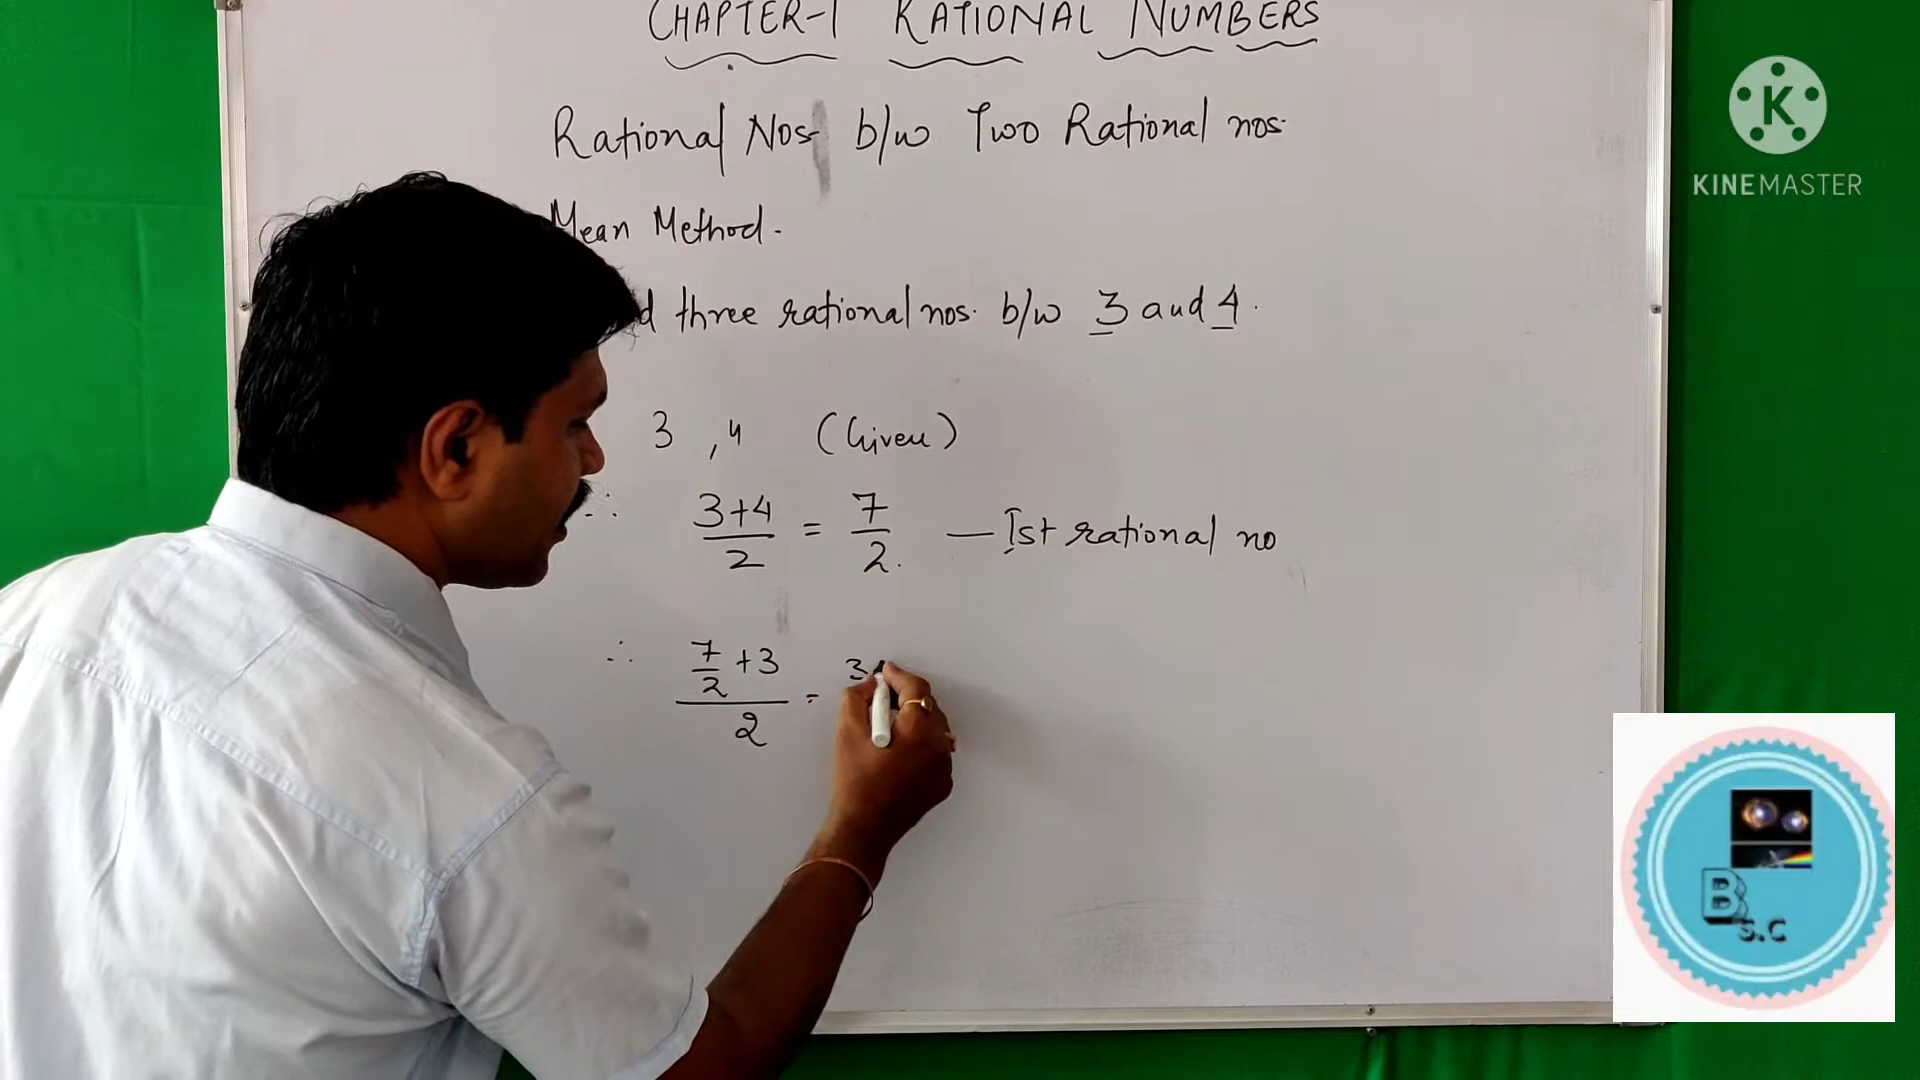 CHAPTER-1 RATIONAL NUMBERS
Rational Nos b/w Two Rational nos.
Mean Method.
three rational nos. b/w 3 and 4.
3 , 4 (Given)
∴ 3+4/2 = 7/2. — Ist rational no
∴ 7/2 +3/2 = 3
K
KINEMASTER
B
S.C